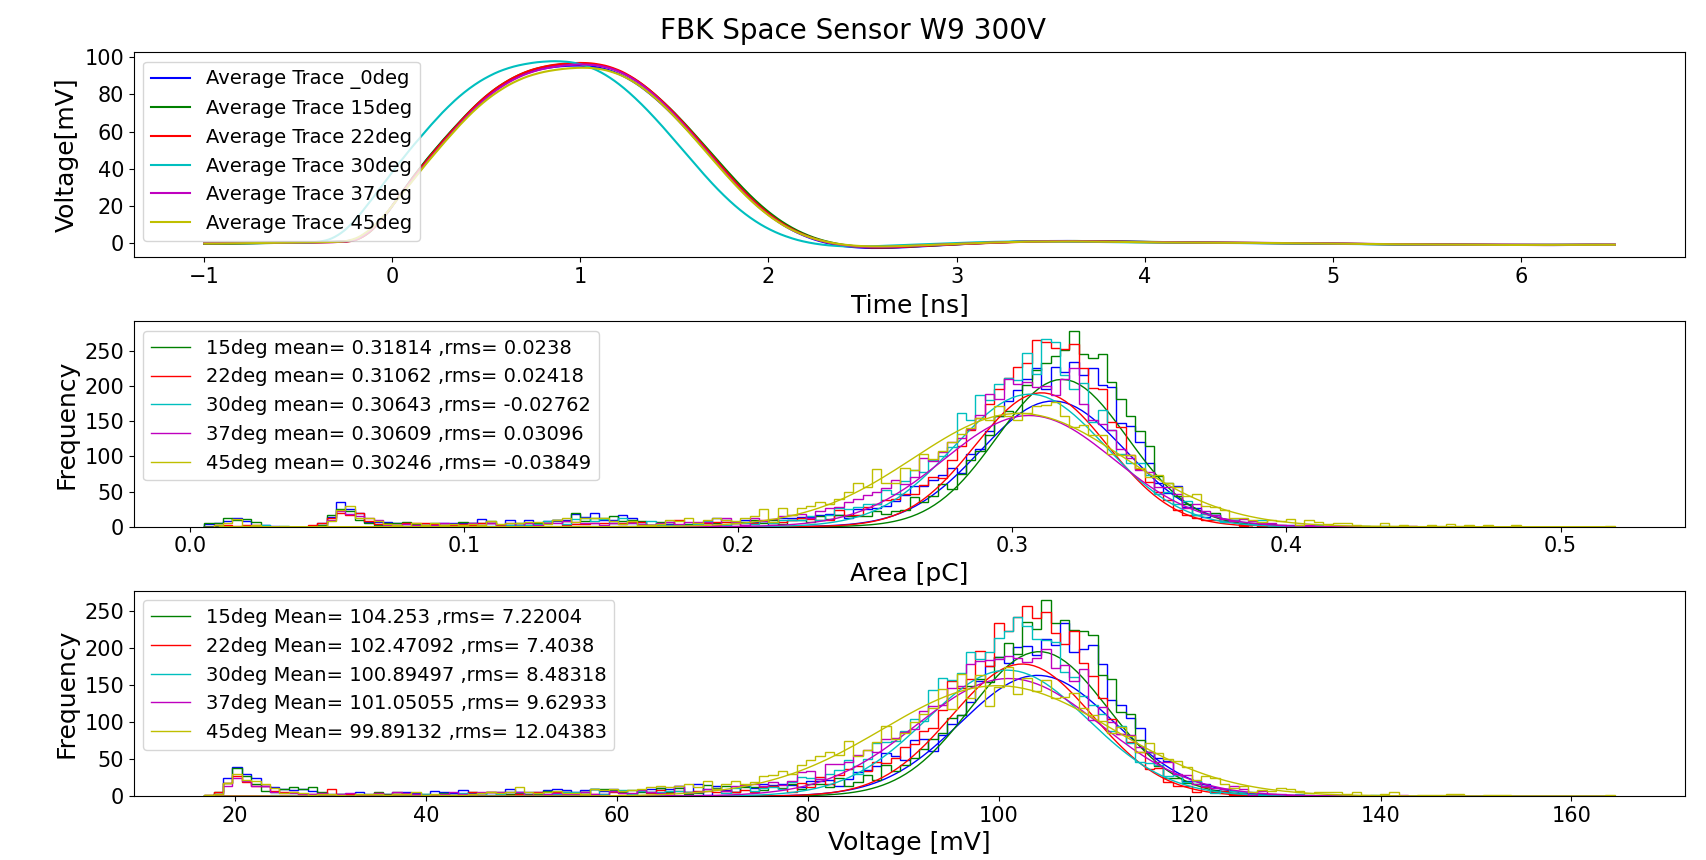 FBK Space Sensor W9 300V
Voltage[mV]
100
80
60
40
20
0
Average Trace _0deg
Average Trace 15deg
Average Trace 22deg
Average Trace 30deg
Average Trace 37deg
Average Trace 45deg
−1 0 1 2 3 4 5 6
Time [ns]
Frequency
250
200
150
100
50
0
15deg mean= 0.31814 ,rms= 0.0238
22deg mean= 0.31062 ,rms= 0.02418
30deg mean= 0.30643 ,rms= -0.02762
37deg mean= 0.30609 ,rms= 0.03096
45deg mean= 0.30246 ,rms= -0.03849
0.0 0.1 0.2 0.3 0.4 0.5
Area [pC]
Frequency
250
200
150
100
50
0
15deg Mean= 104.253 ,rms= 7.22004
22deg Mean= 102.47092 ,rms= 7.4038
30deg Mean= 100.89497 ,rms= 8.48318
37deg Mean= 101.05055 ,rms= 9.62933
45deg Mean= 99.89132 ,rms= 12.04383
20 40 60 80 100 120 140 160
Voltage [mV]